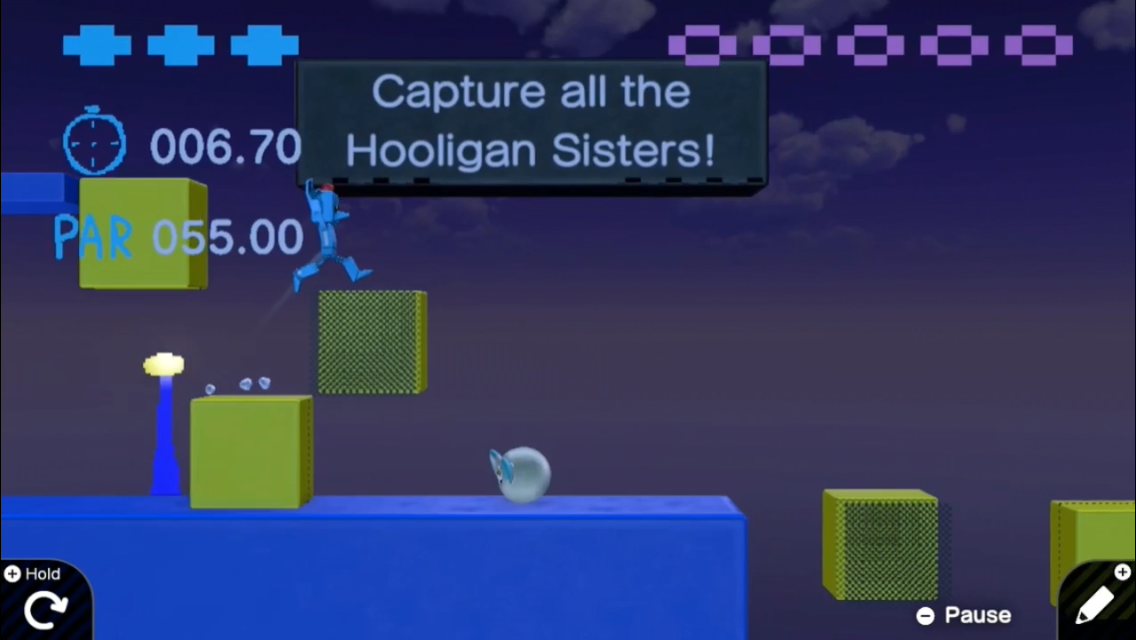 Capture all the
Hooligan Sisters!
006.70
PAR 055.00
Hold
Pause